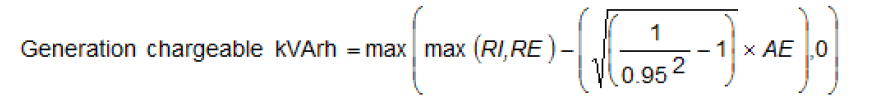 Generation chargeable kVArh = max ( max (RI,RE) − ( √( 1 / 0.95² − 1 ) × AE ) ,0 )